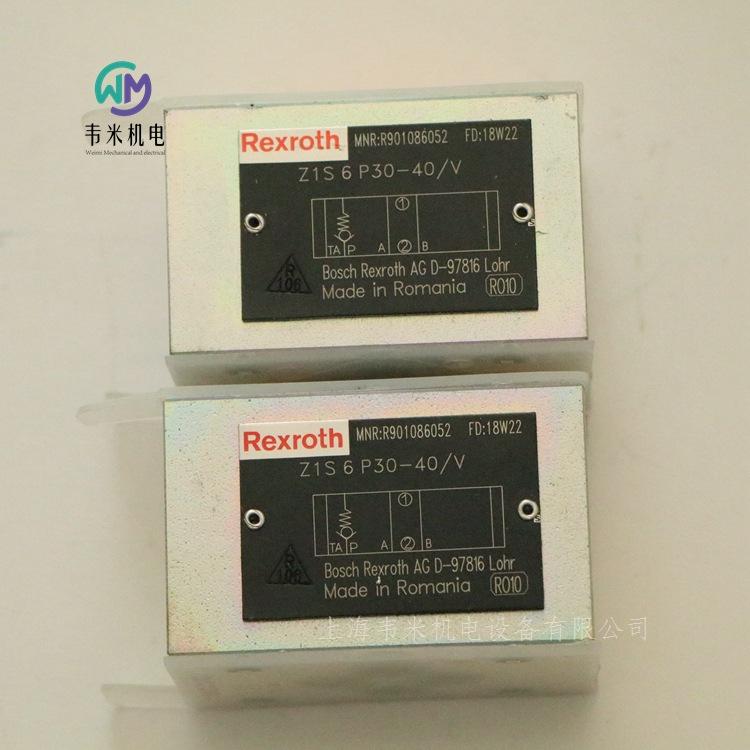 WM
韦米机电
Weimi Mechanical and electrical
Rexroth MNR:R901086052 FD:18W22
Z1S 6 P30-40/V
1
TA P A 2 B
Bosch Rexroth AG D-97816 Lohr
Made in Romania R010
R
106
Rexroth MNR:R901086052 FD:18W22
Z1S 6 P30-40/V
1
TA P A 2 B
Bosch Rexroth AG D-97816 Lohr
Made in Romania R010
R
106
上海韦米机电设备有限公司